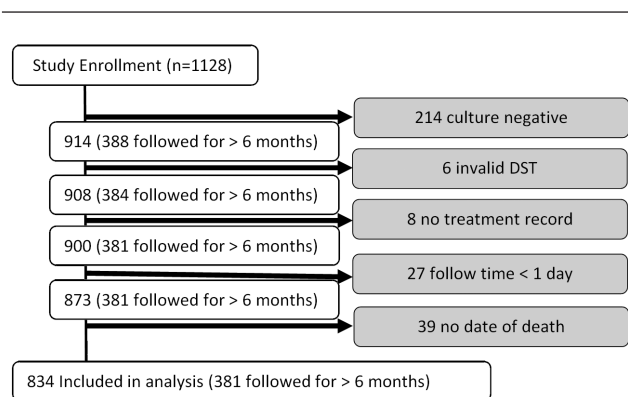 Study Enrollment (n=1128)
214 culture negative
914 (388 followed for > 6 months)
6 invalid DST
908 (384 followed for > 6 months)
8 no treatment record
900 (381 followed for > 6 months)
27 follow time < 1 day
873 (381 followed for > 6 months)
39 no date of death
834 Included in analysis (381 followed for > 6 months)